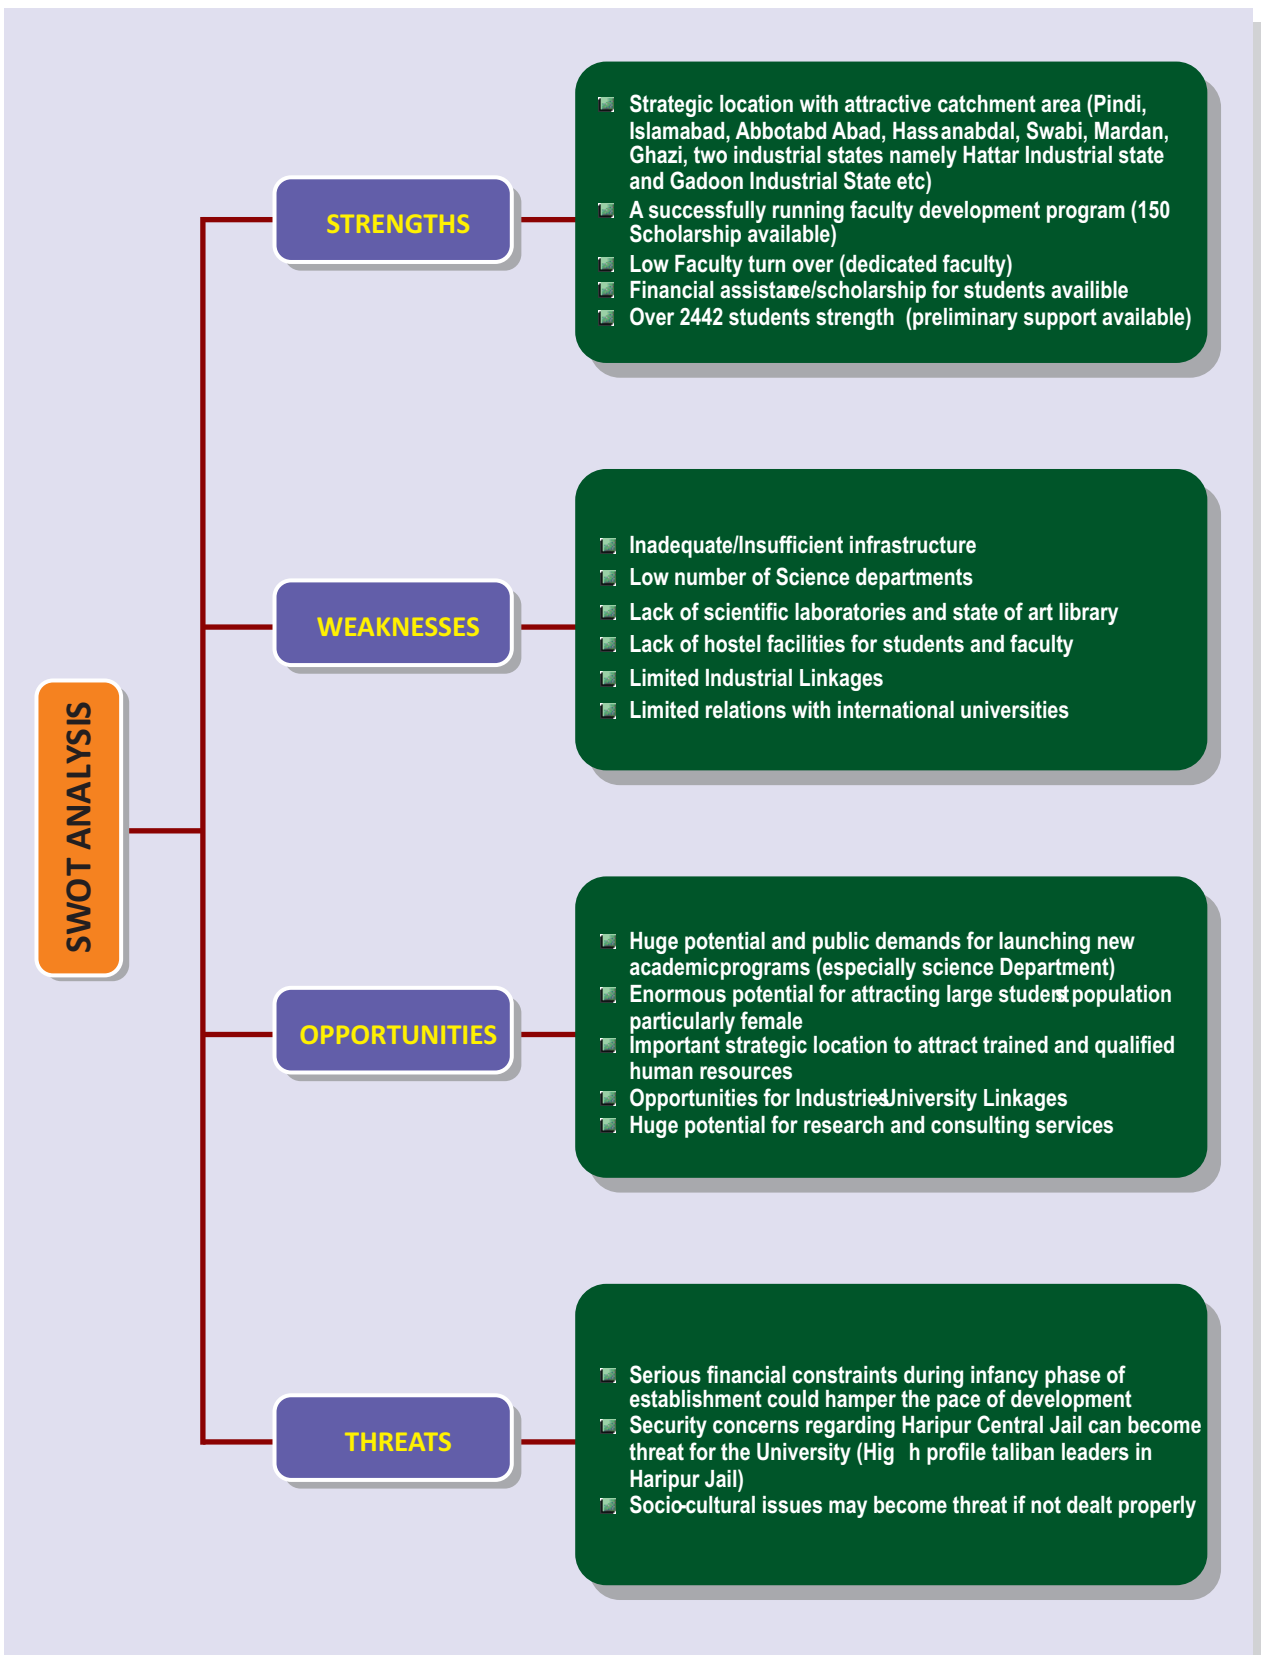 SWOT ANALYSIS
STRENGTHS
Strategic location with attractive catchment area (Pindi,
Islamabad, Abbotabd Abad, Hassanabdal, Swabi, Mardan,
Ghazi, two industrial states namely Hattar Industrial state
and Gadoon Industrial State etc)
A successfully running faculty development program (150
Scholarship available)
Low Faculty turn over (dedicated faculty)
Financial assistance/scholarship for students availible
Over 2442 students strength (preliminary support available)
WEAKNESSES
Inadequate/Insufficient infrastructure
Low number of Science departments
Lack of scientific laboratories and state of art library
Lack of hostel facilities for students and faculty
Limited Industrial Linkages
Limited relations with international universities
OPPORTUNITIES
Huge potential and public demands for launching new
academicprograms (especially science Department)
Enormous potential for attracting large students population
particularly female
Important strategic location to attract trained and qualified
human resources
Opportunities for Industries-University Linkages
Huge potential for research and consulting services
THREATS
Serious financial constraints during infancy phase of
establishment could hamper the pace of development
Security concerns regarding Haripur Central Jail can become
threat for the University (Hig h profile taliban leaders in
Haripur Jail)
Socio-cultural issues may become threat if not dealt properly